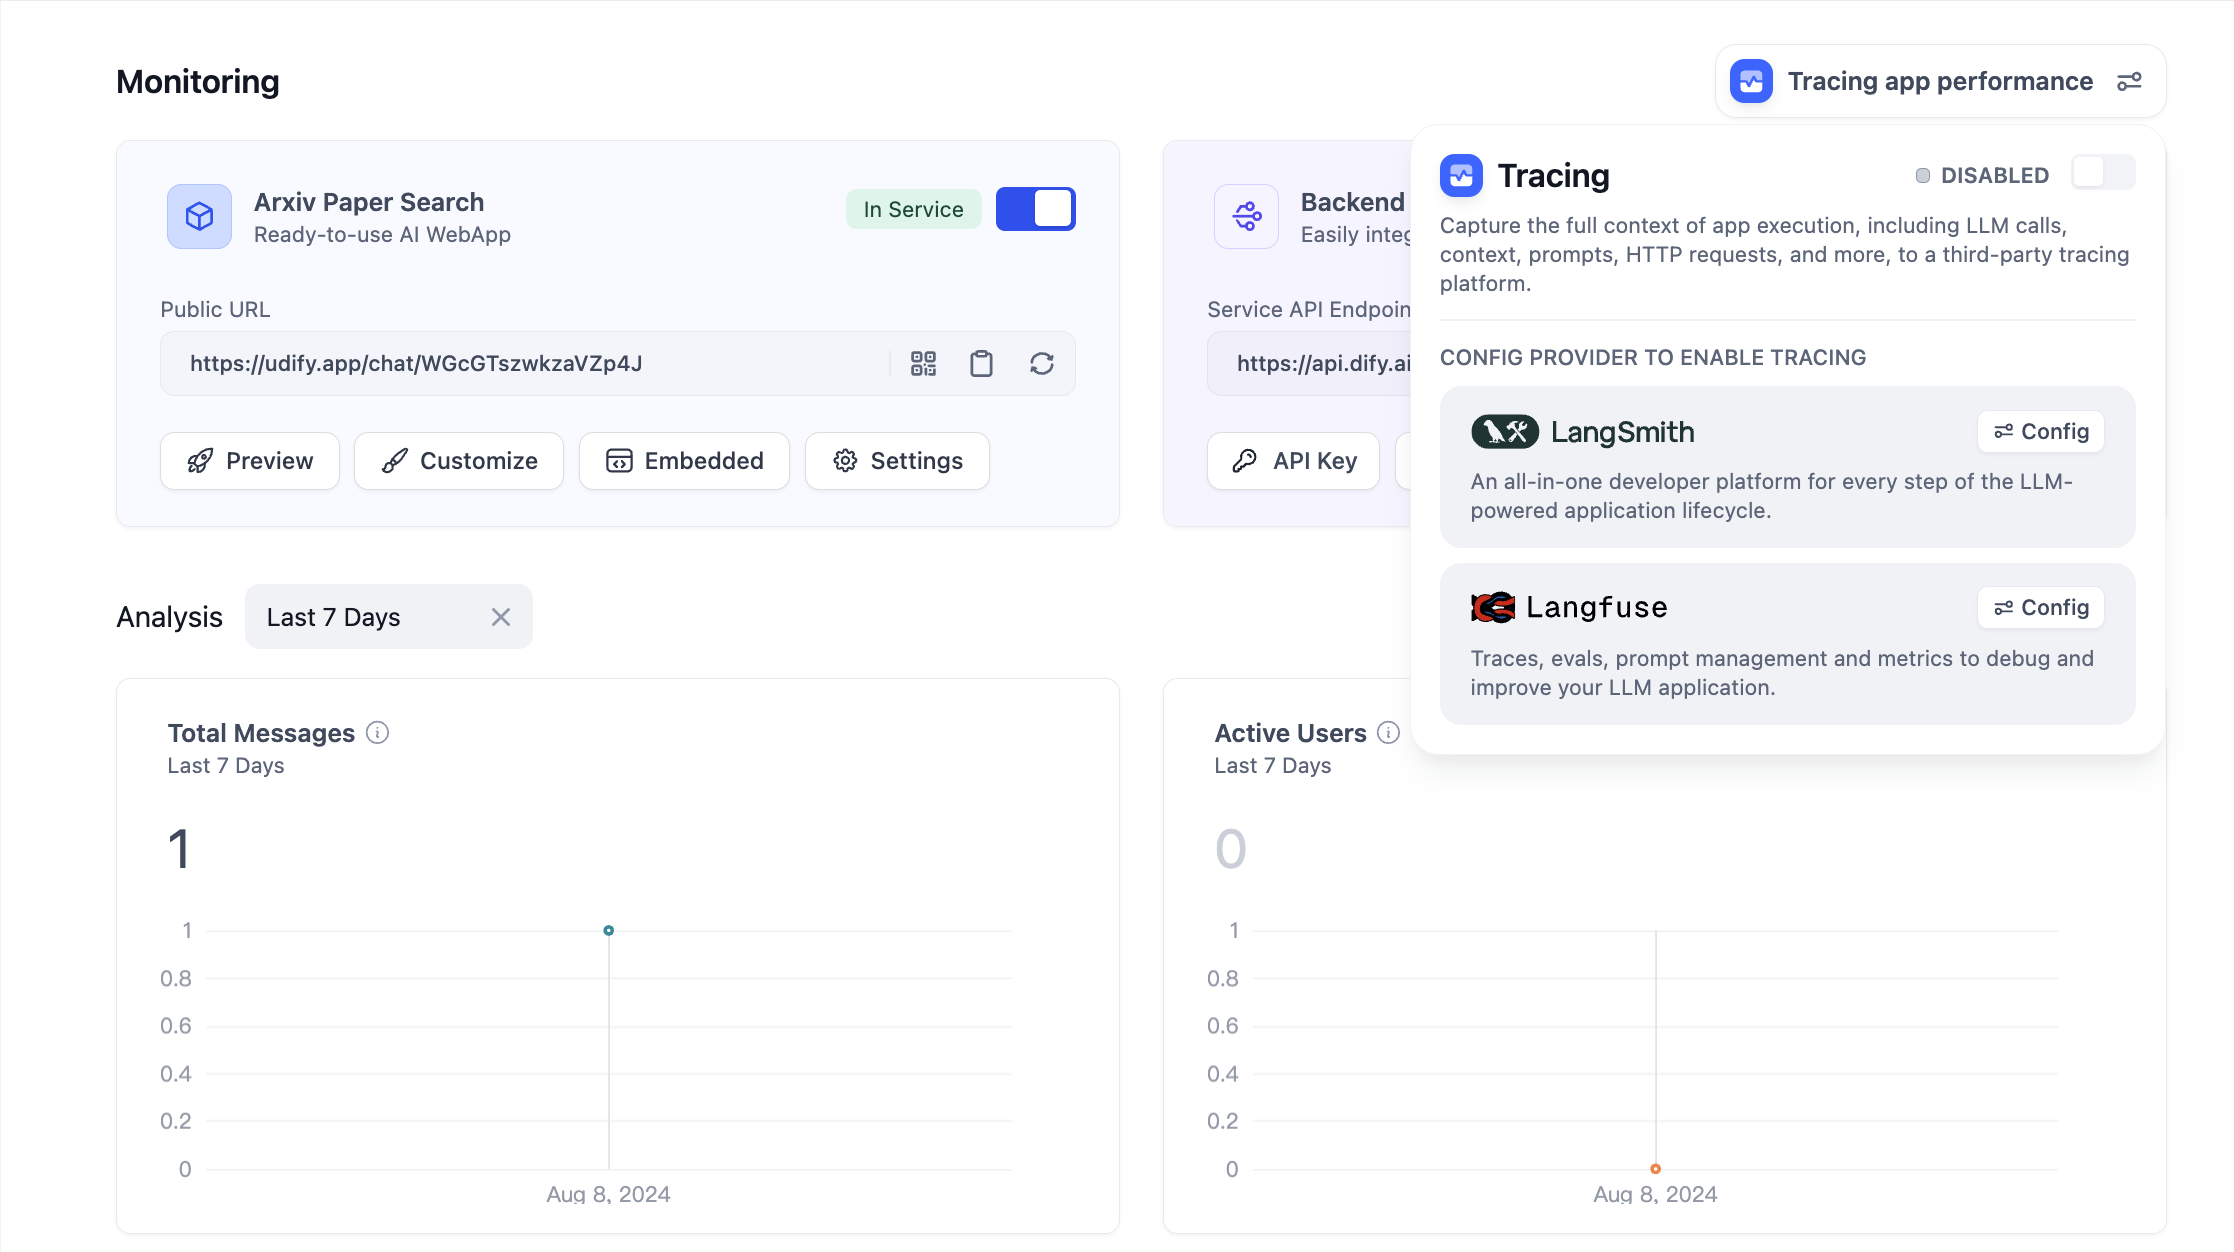 Monitoring
Tracing app performance
Arxiv Paper Search
Ready-to-use AI WebApp
In Service
Public URL
https://udify.app/chat/WGcGTszwkzaVZp4J
Preview
Customize
Embedded
Settings
Backend
Easily integ
Service API Endpoin
https://api.dify.ai
API Key
Tracing
DISABLED
Capture the full context of app execution, including LLM calls,
context, prompts, HTTP requests, and more, to a third-party tracing
platform.
CONFIG PROVIDER TO ENABLE TRACING
LangSmith
Config
An all-in-one developer platform for every step of the LLM-
powered application lifecycle.
Langfuse
Config
Traces, evals, prompt management and metrics to debug and
improve your LLM application.
Analysis
Last 7 Days
Total Messages
Last 7 Days
1
1
0.8
0.6
0.4
0.2
0
Aug 8, 2024
Active Users
Last 7 Days
0
1
0.8
0.6
0.4
0.2
0
Aug 8, 2024